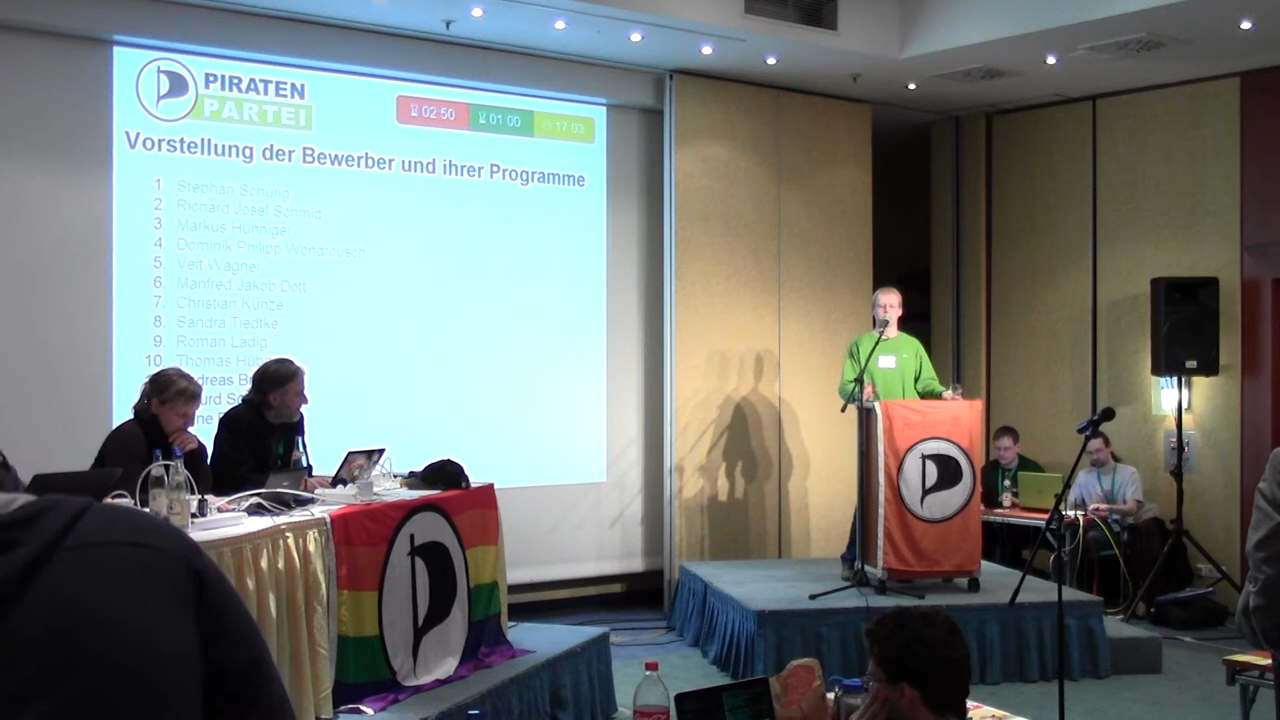 PIRATEN
PARTEI
02:50 01:00 17:03
Vorstellung der Bewerber und ihrer Programme
1. Stephan Schurig
2. Richard Josef Schmid
3. Markus Hünniger
4. Dominik Philipp Wondrousch
5. Veit Wagner
6. Manfred Jakob Dott
7. Christian Kunze
8. Sandra Tiedtke
9. Roman Ladig
10. Thomas